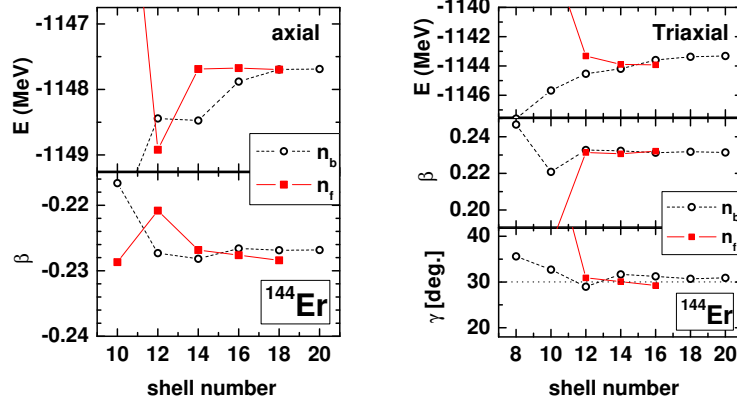 axial
E (MeV)
-1147
-1148
-1149
n_b
n_f
β
-0.22
-0.23
-0.24
¹⁴⁴Er
10 12 14 16 18 20
shell number
Triaxial
E (MeV)
-1140
-1142
-1144
-1146
β
0.24
0.22
0.20
n_b
n_f
γ [deg.]
40
30
20
¹⁴⁴Er
8 10 12 14 16 18 20
shell number